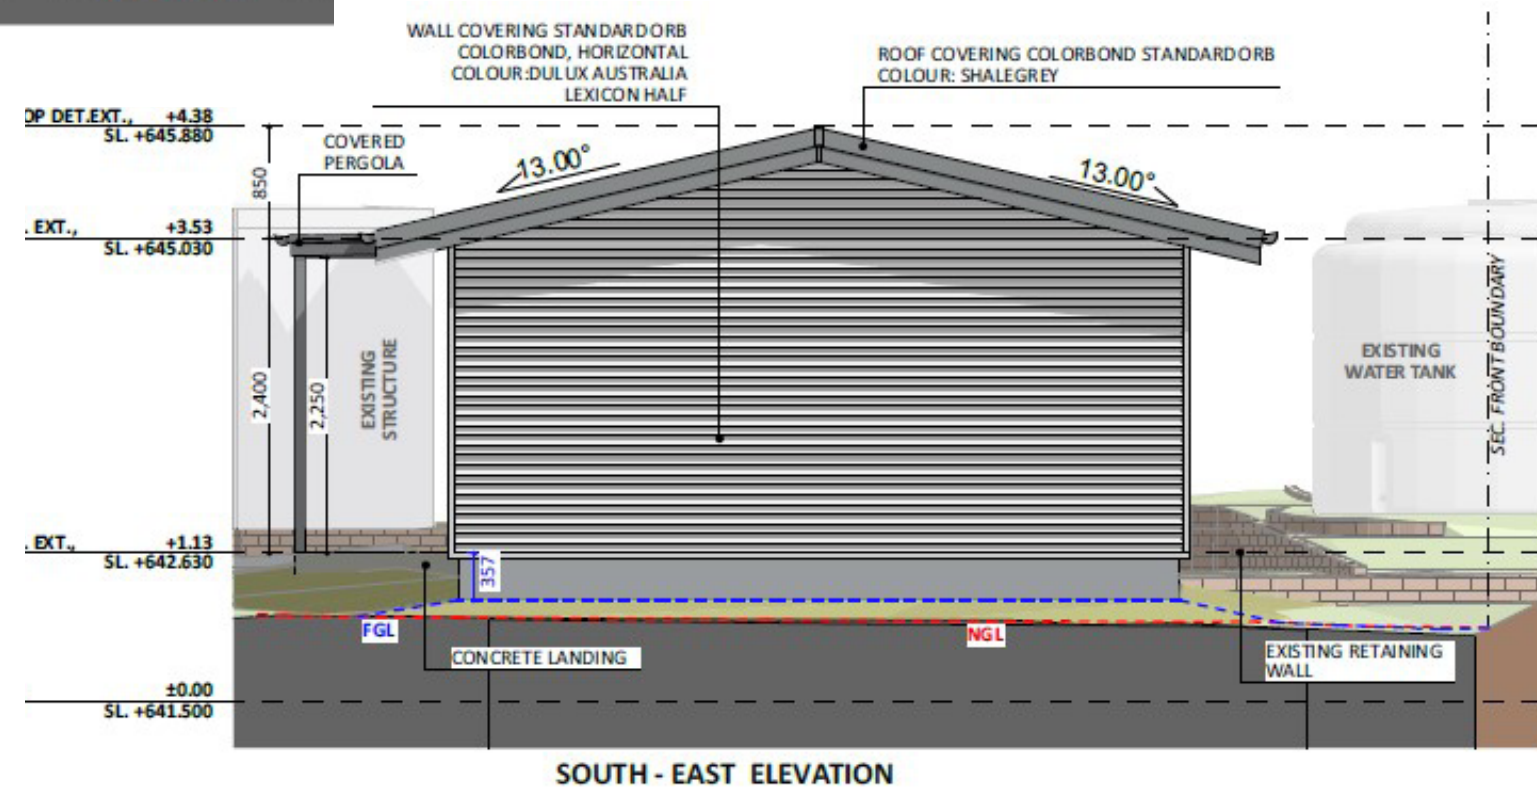 WALL COVERING STANDARDORB
COLORBOND, HORIZONTAL
COLOUR:DULUX AUSTRALIA
LEXICON HALF
ROOF COVERING COLORBOND STANDARDORB
COLOUR: SHALEGREY
OP DET.EXT., +4.38
SL. +645.880
COVERED
PERGOLA
13.00°
13.00°
850
. EXT., +3.53
SL. +645.030
2,400
2,250
EXISTING
STRUCTURE
EXISTING
WATER TANK
SEC. FRONT BOUNDARY
. EXT., +1.13
SL. +642.630
357
FGL
NGL
CONCRETE LANDING
EXISTING RETAINING
WALL
±0.00
SL. +641.500
SOUTH - EAST ELEVATION